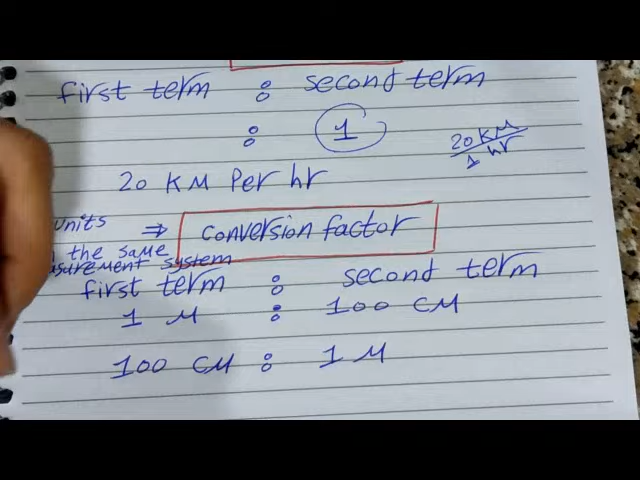 first term : second term
: 1
20 KM
1 hr
20 KM Per hr
units ⇒ conversion factor
the same
system
first term : second term
1 M : 100 CM
100 CM : 1 M